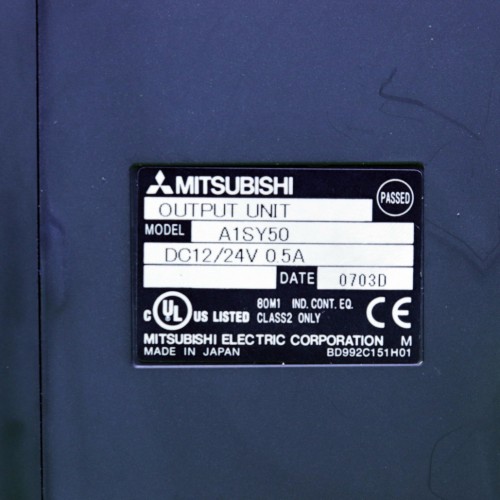 MITSUBISHI
PASSED
OUTPUT UNIT
MODEL A1SY50
DC12/24V 0.5A
DATE 0703D
C UL US LISTED 80M1 IND. CONT. EQ. CLASS2 ONLY
CE
MITSUBISHI ELECTRIC CORPORATION M
MADE IN JAPAN BD992C151H01